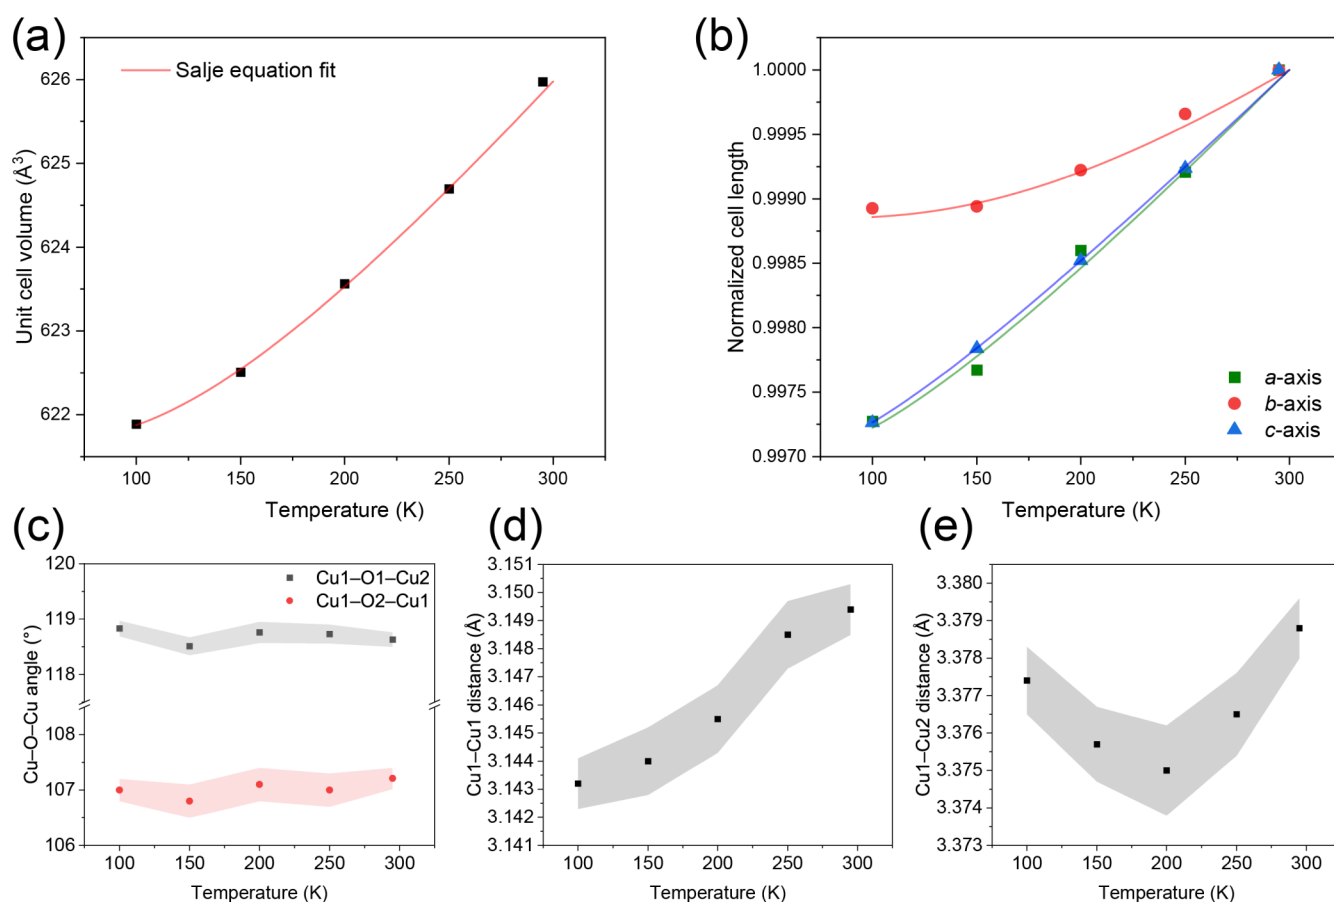 (a)
Salje equation fit
626
625
624
623
622
Unit cell volume (Å³)
100
150
200
250
300
Temperature (K)
(b)
1.0000
0.9995
0.9990
0.9985
0.9980
0.9975
0.9970
Normalized cell length
a-axis
b-axis
c-axis
100
150
200
250
300
Temperature (K)
(c)
120
119
118
108
107
106
Cu–O–Cu angle (°)
Cu1–O1–Cu2
Cu1–O2–Cu1
100
150
200
250
300
Temperature (K)
(d)
3.151
3.150
3.149
3.148
3.147
3.146
3.145
3.144
3.143
3.142
3.141
Cu1–Cu1 distance (Å)
100
150
200
250
300
Temperature (K)
(e)
3.380
3.379
3.378
3.377
3.376
3.375
3.374
3.373
Cu1–Cu2 distance (Å)
100
150
200
250
300
Temperature (K)